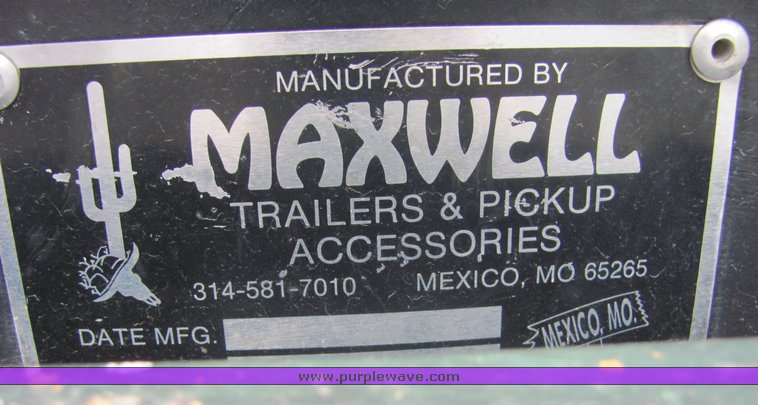 MANUFACTURED BY
MAXWELL
TRAILERS & PICKUP
ACCESSORIES
314-581-7010 MEXICO, MO 65265
DATE MFG.
MEXICO, MO.
www.purplewave.com